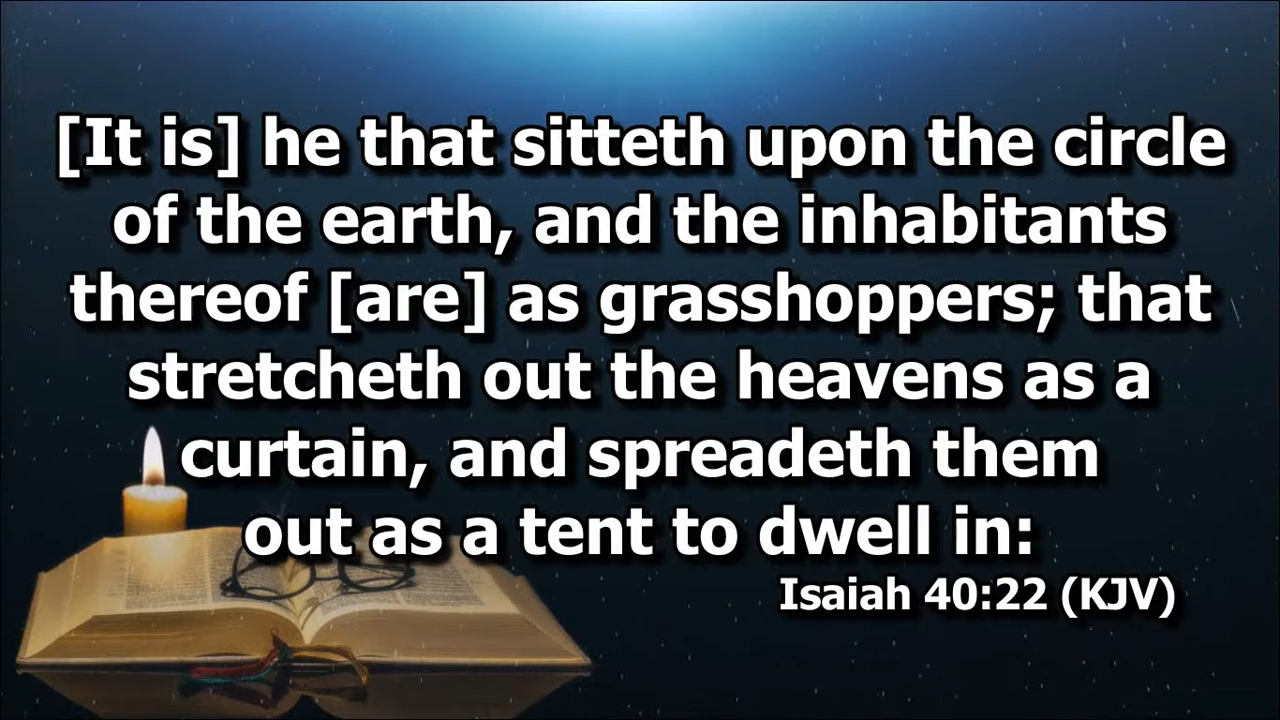 [It is] he that sitteth upon the circle
of the earth, and the inhabitants
thereof [are] as grasshoppers; that
stretcheth out the heavens as a
curtain, and spreadeth them
out as a tent to dwell in:
Isaiah 40:22 (KJV)